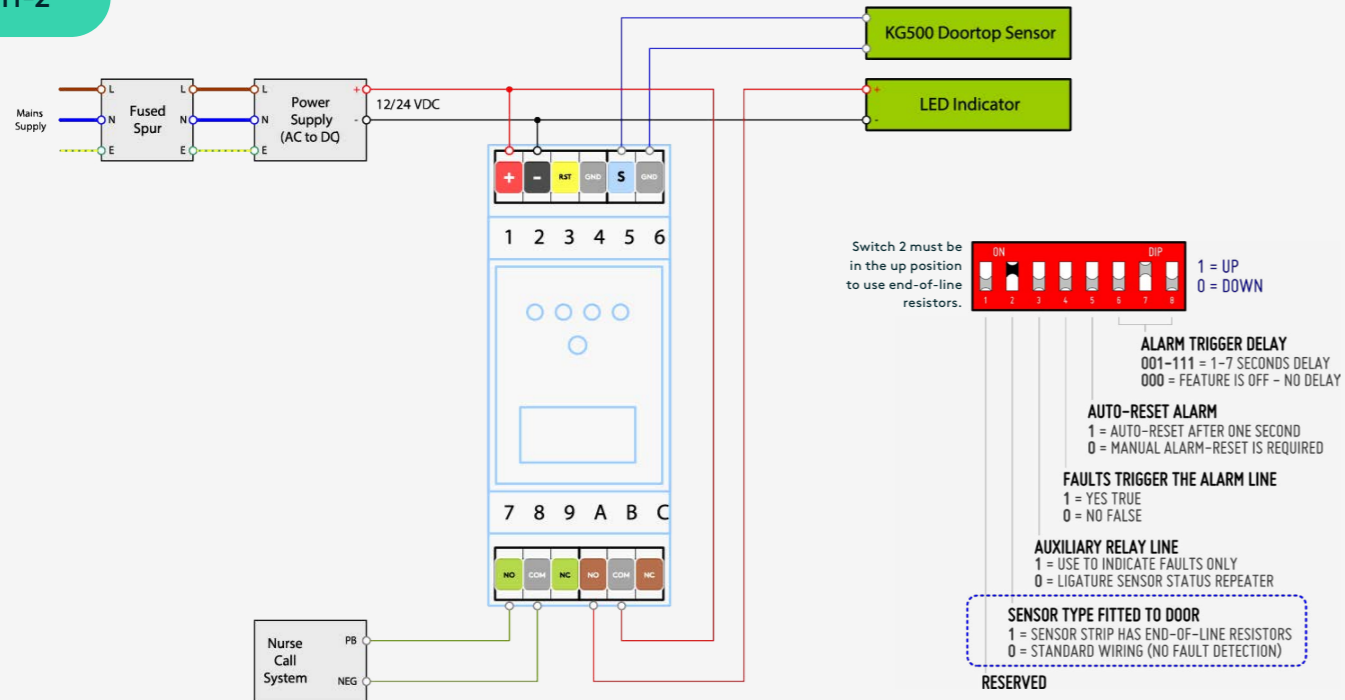 Mains
Supply
L
N
E
Fused
Spur
L
N
E
L
N
E
Power
Supply
(AC to DC)
+
-
12/24 VDC
KG500 Doortop Sensor
+
-
LED Indicator
+ - RST GND S GND
1 2 3 4 5 6
7 8 9 A B C
NO COM NC NO COM NC
Nurse
Call
System
PB
NEG
Switch 2 must be
in the up position
to use end-of-line
resistors.
ON DIP
1 2 3 4 5 6 7 8
1 = UP
0 = DOWN
ALARM TRIGGER DELAY
001-111 = 1-7 SECONDS DELAY
000 = FEATURE IS OFF - NO DELAY
AUTO-RESET ALARM
1 = AUTO-RESET AFTER ONE SECOND
0 = MANUAL ALARM-RESET IS REQUIRED
FAULTS TRIGGER THE ALARM LINE
1 = YES TRUE
0 = NO FALSE
AUXILIARY RELAY LINE
1 = USE TO INDICATE FAULTS ONLY
0 = LIGATURE SENSOR STATUS REPEATER
SENSOR TYPE FITTED TO DOOR
1 = SENSOR STRIP HAS END-OF-LINE RESISTORS
0 = STANDARD WIRING (NO FAULT DETECTION)
RESERVED